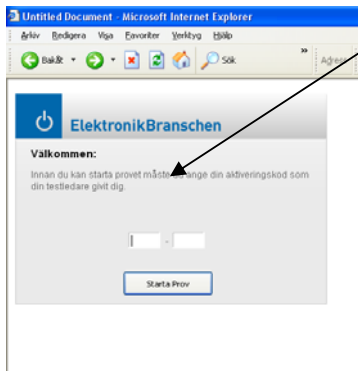 Untitled Document - Microsoft Internet Explorer
Arkiv Redigera Visa Favoriter Verktyg Hjälp
Bakåt Sök » Adress
ElektronikBranschen
Välkommen:
Innan du kan starta provet måste du ange din aktiveringskod som
din testledare givit dig.
-
Starta Prov